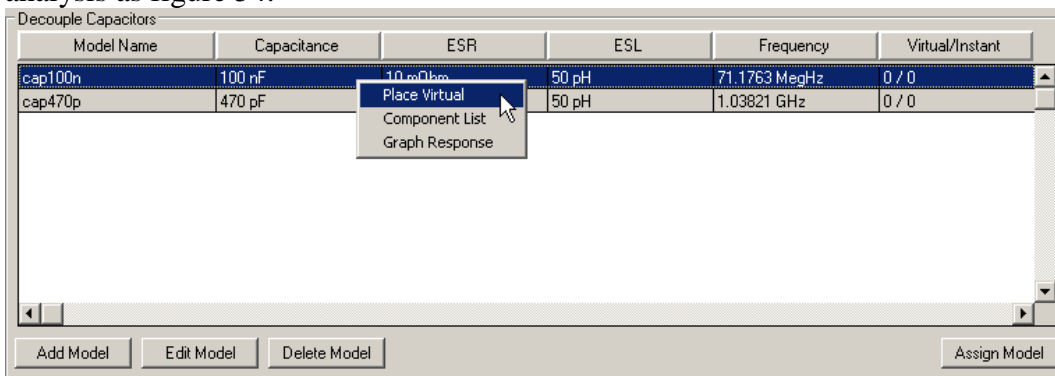 Decouple Capacitors
Model Name Capacitance ESR ESL Frequency Virtual/Instant
cap100n 100 nF 10 mOhm 50 pH 71.1763 MegHz 0 / 0
Place Virtual
cap470p 470 pF 50 pH 1.03821 GHz 0 / 0
Component List
Graph Response
Add Model Edit Model Delete Model Assign Model